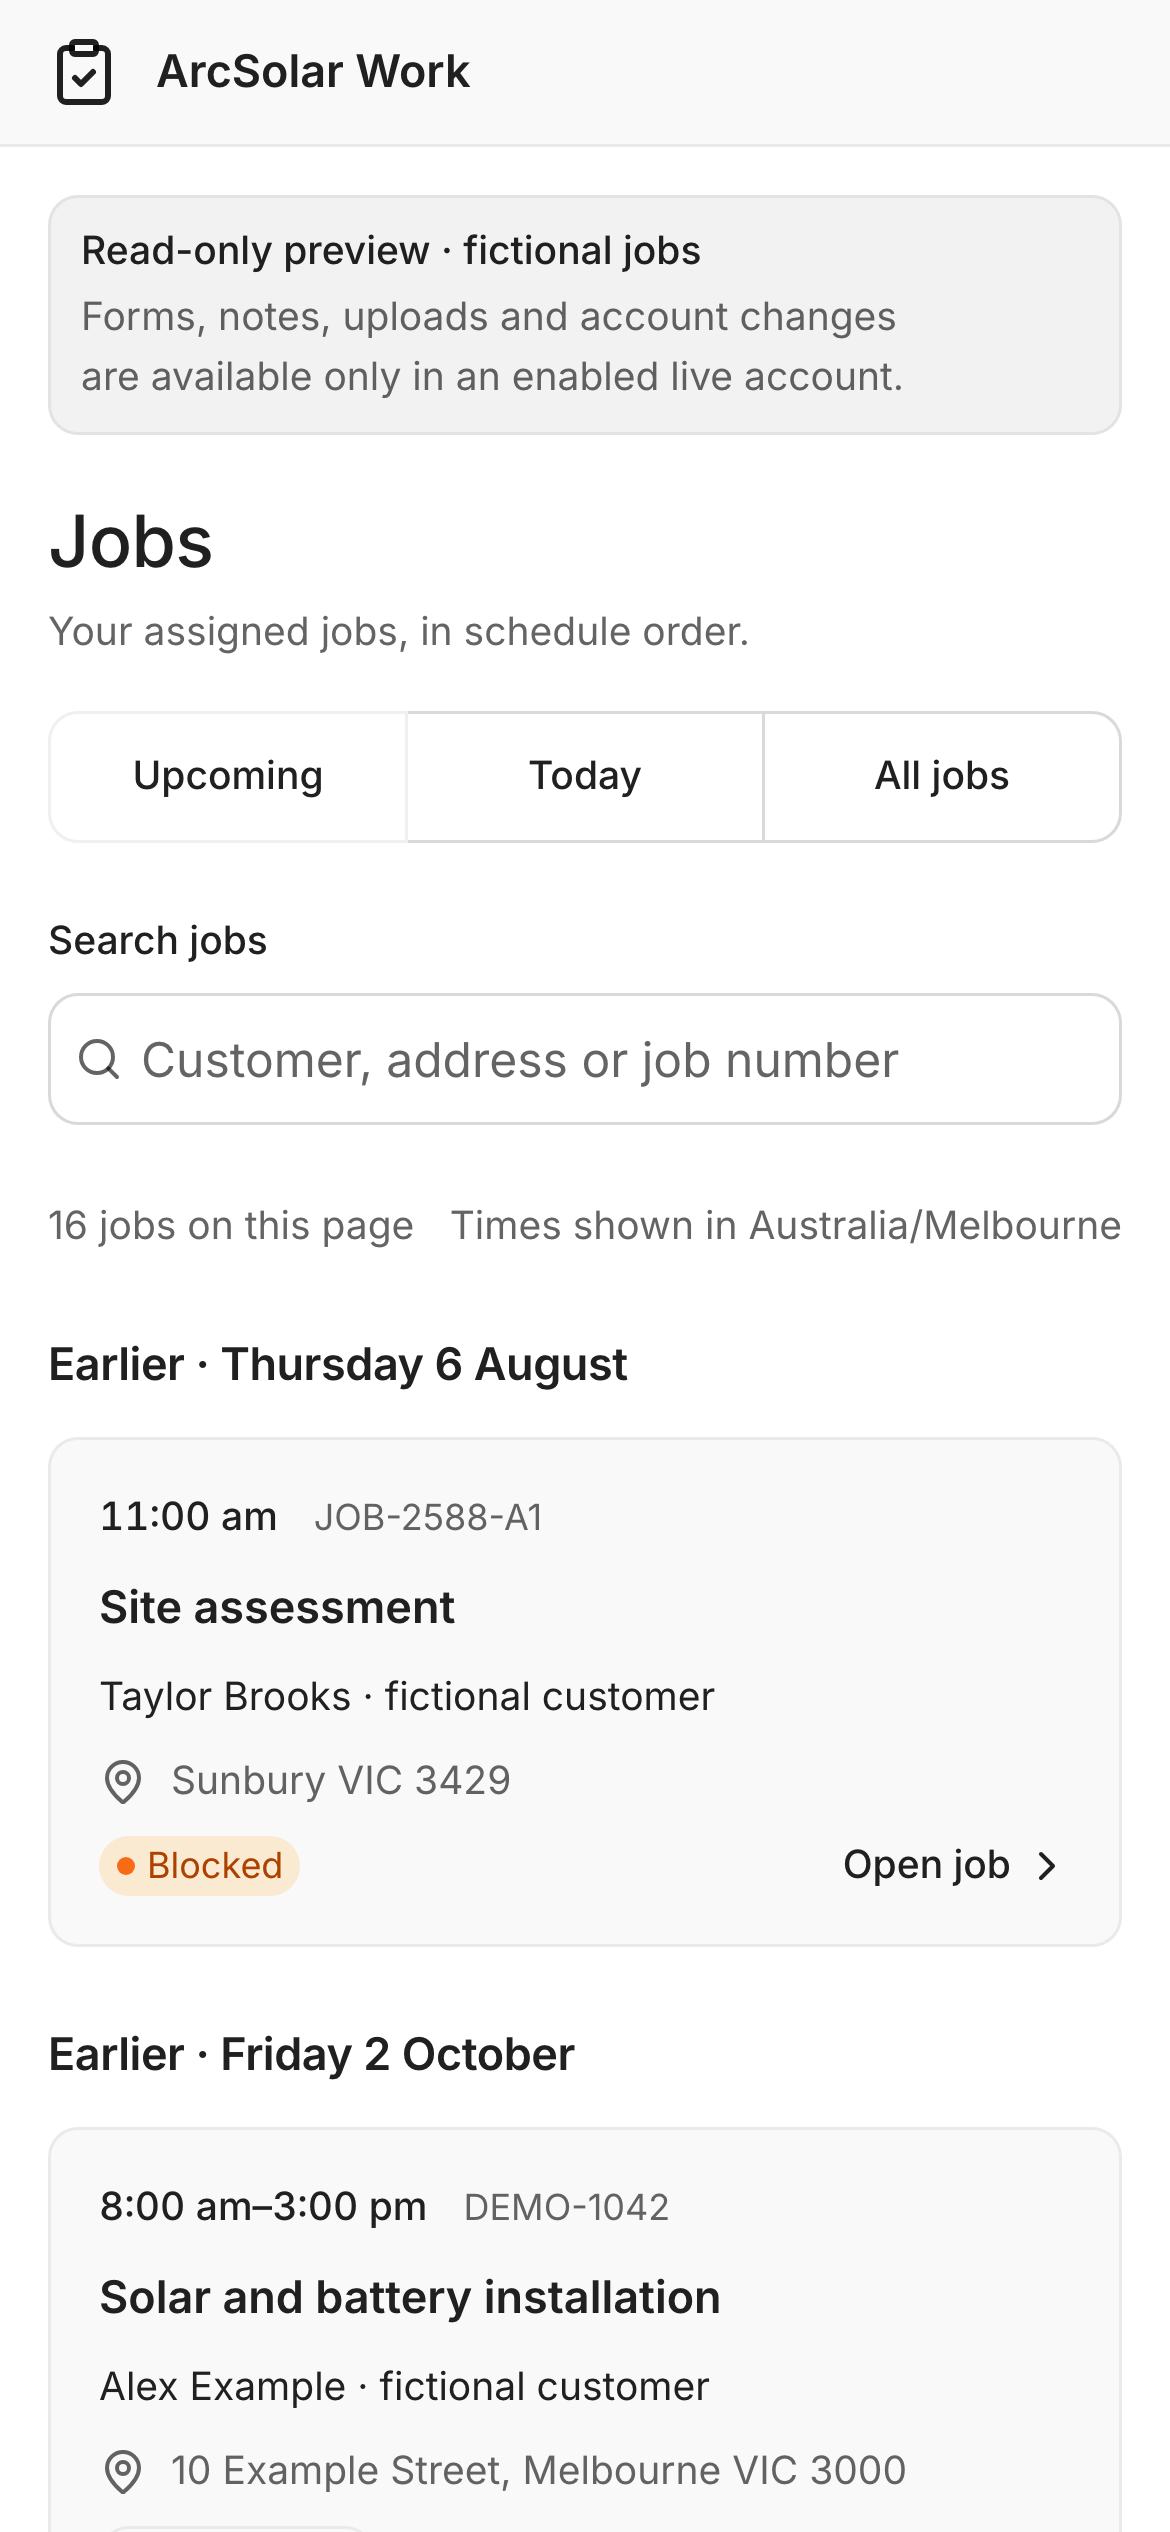 ArcSolar Work
Read-only preview · fictional jobs
Forms, notes, uploads and account changes
are available only in an enabled live account.
Jobs
Your assigned jobs, in schedule order.
Upcoming Today All jobs
Search jobs
Customer, address or job number
16 jobs on this page Times shown in Australia/Melbourne
Earlier · Thursday 6 August
11:00 am JOB-2588-A1
Site assessment
Taylor Brooks · fictional customer
Sunbury VIC 3429
Blocked Open job
Earlier · Friday 2 October
8:00 am–3:00 pm DEMO-1042
Solar and battery installation
Alex Example · fictional customer
10 Example Street, Melbourne VIC 3000